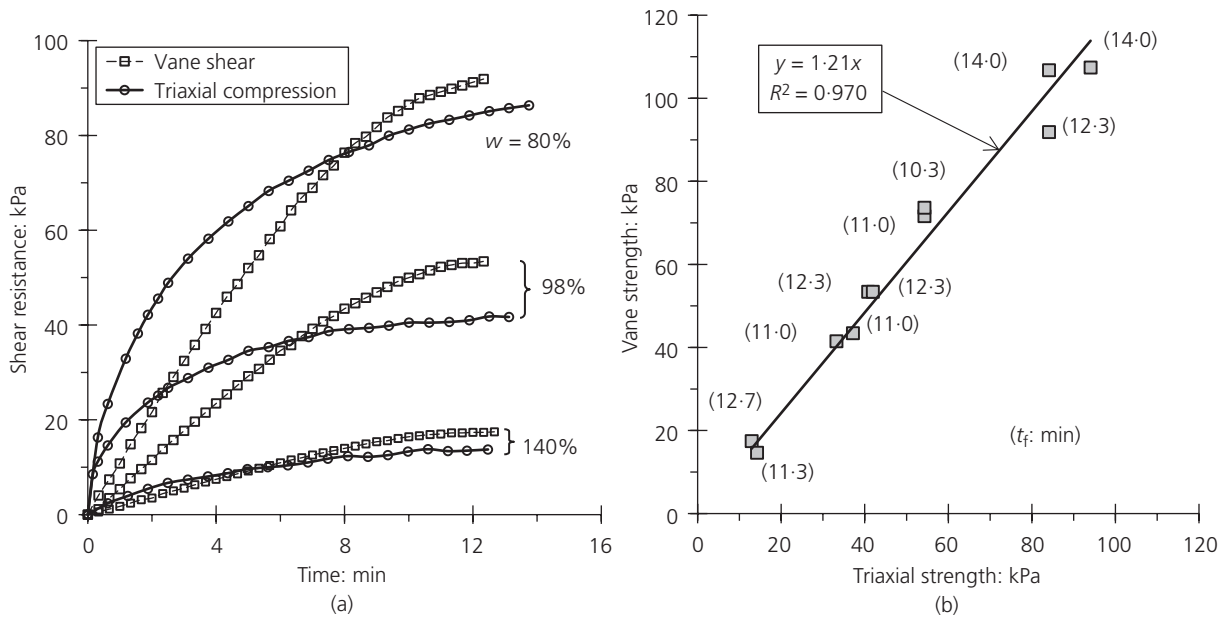 100
80
60
40
20
0
Shear resistance: kPa
Vane shear
Triaxial compression
w = 80%
98%
140%
0 4 8 12 16
Time: min
(a)
120
100
80
60
40
20
0
Vane strength: kPa
y = 1·21x
R² = 0·970
(14·0)
(14·0)
(12·3)
(10·3)
(11·0)
(12·3)
(12·3)
(11·0)
(11·0)
(12·7)
(11·3)
(tf: min)
0 20 40 60 80 100 120
Triaxial strength: kPa
(b)